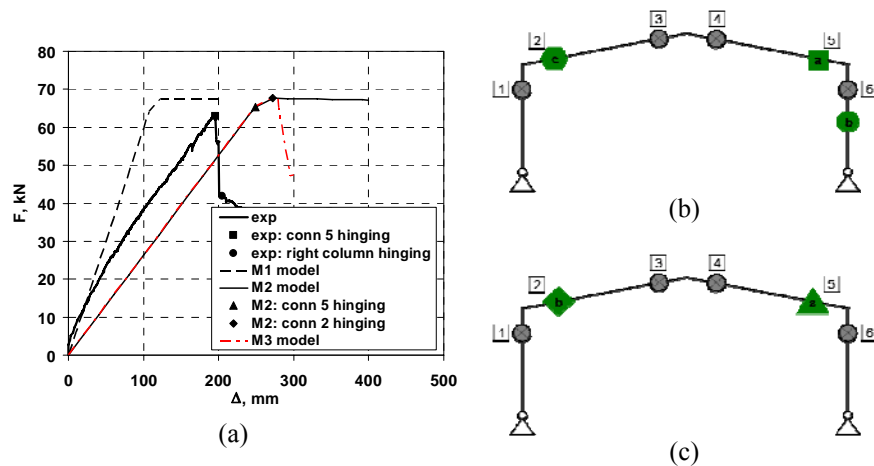 80
70
60
50
40
30
20
10
0
F, kN
0 100 200 300 400 500
Δ, mm
exp
exp: conn 5 hinging
exp: right column hinging
M1 model
M2 model
M2: conn 5 hinging
M2: conn 2 hinging
M3 model
(a)
3 4
2 5
c a
1 6
b
(b)
3 4
2 5
b a
1 6
(c)